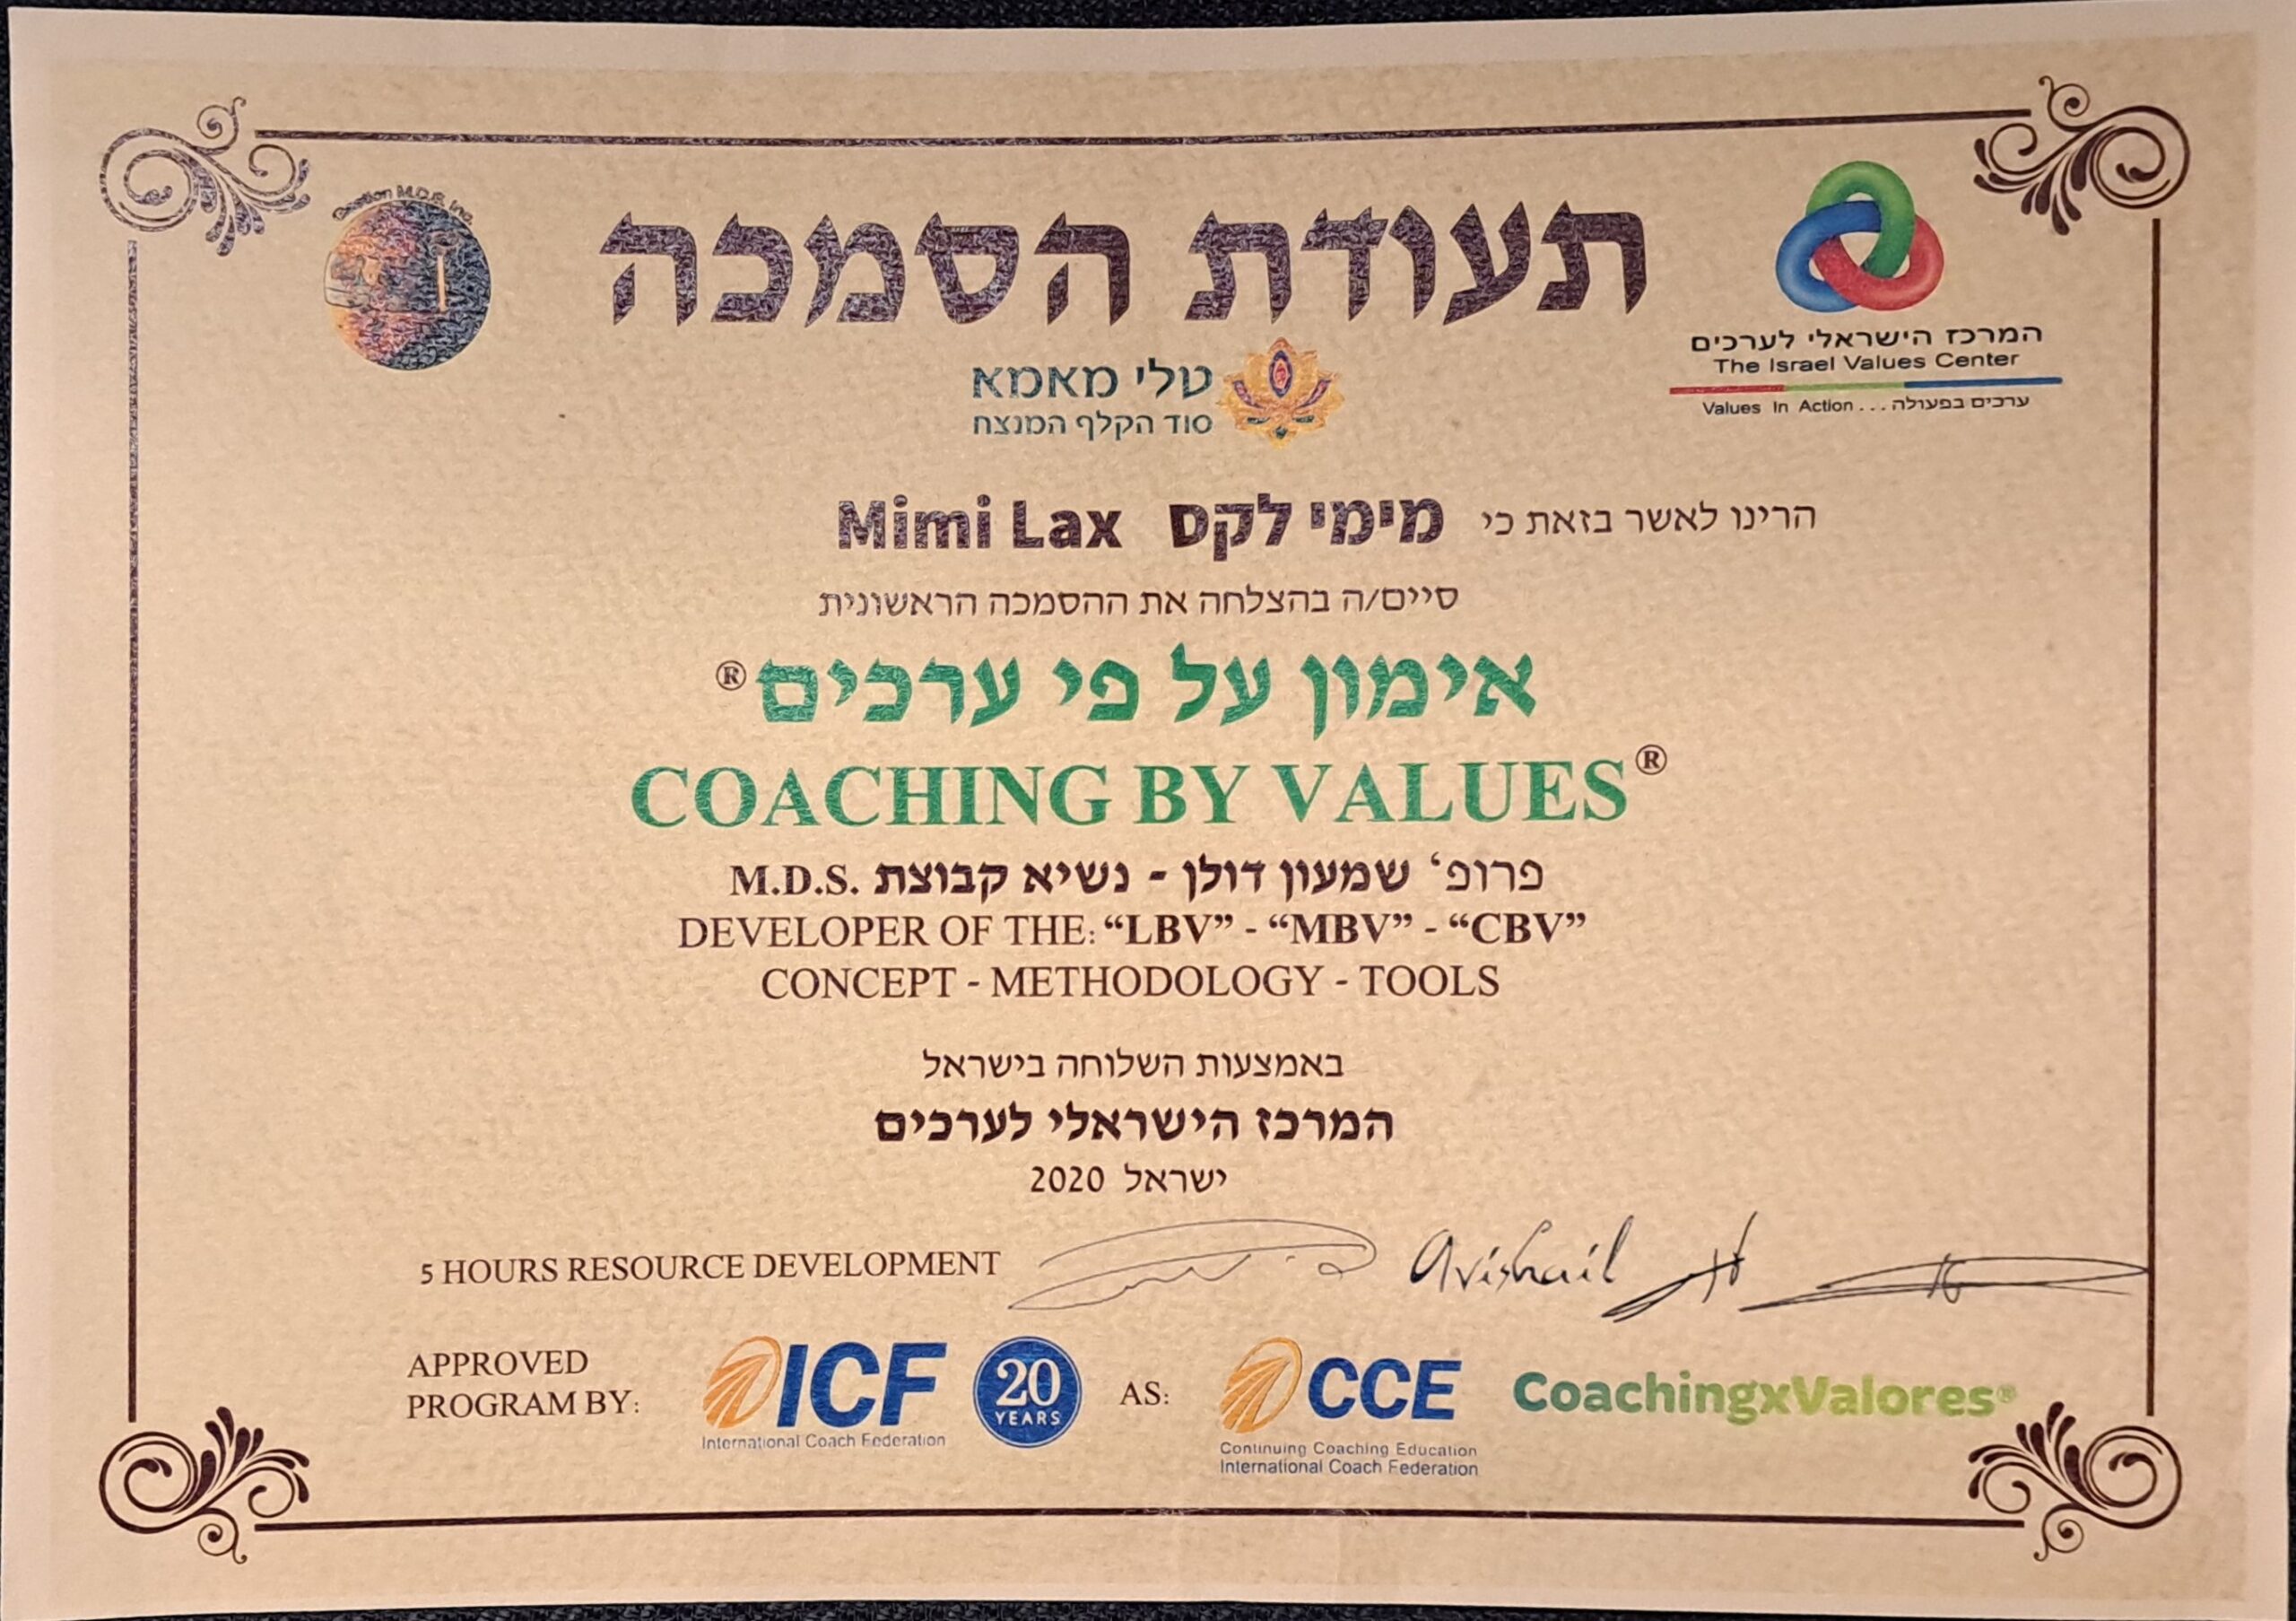 Gestion M.D.S. Inc.
תעודת הסמכה
המרכז הישראלי לערכים
The Israel Values Center
Values In Action . . . ערכים בפעולה
טלי מאמא
סוד הקלף המנצח
הרינו לאשר בזאת כי מימי לקס Mimi Lax
סיים/ה בהצלחה את ההסמכה הראשונית
אימון על פי ערכים®
COACHING BY VALUES®
פרופ‘ שמעון דולן - נשיא קבוצת M.D.S.
DEVELOPER OF THE: “LBV” - “MBV” - “CBV”
CONCEPT - METHODOLOGY - TOOLS
באמצעות השלוחה בישראל
המרכז הישראלי לערכים
ישראל 2020
5 HOURS RESOURCE DEVELOPMENT
Avishail
APPROVED
PROGRAM BY:
ICF
International Coach Federation
20
YEARS
AS:
CCE
Continuing Coaching Education
International Coach Federation
CoachingxValores®